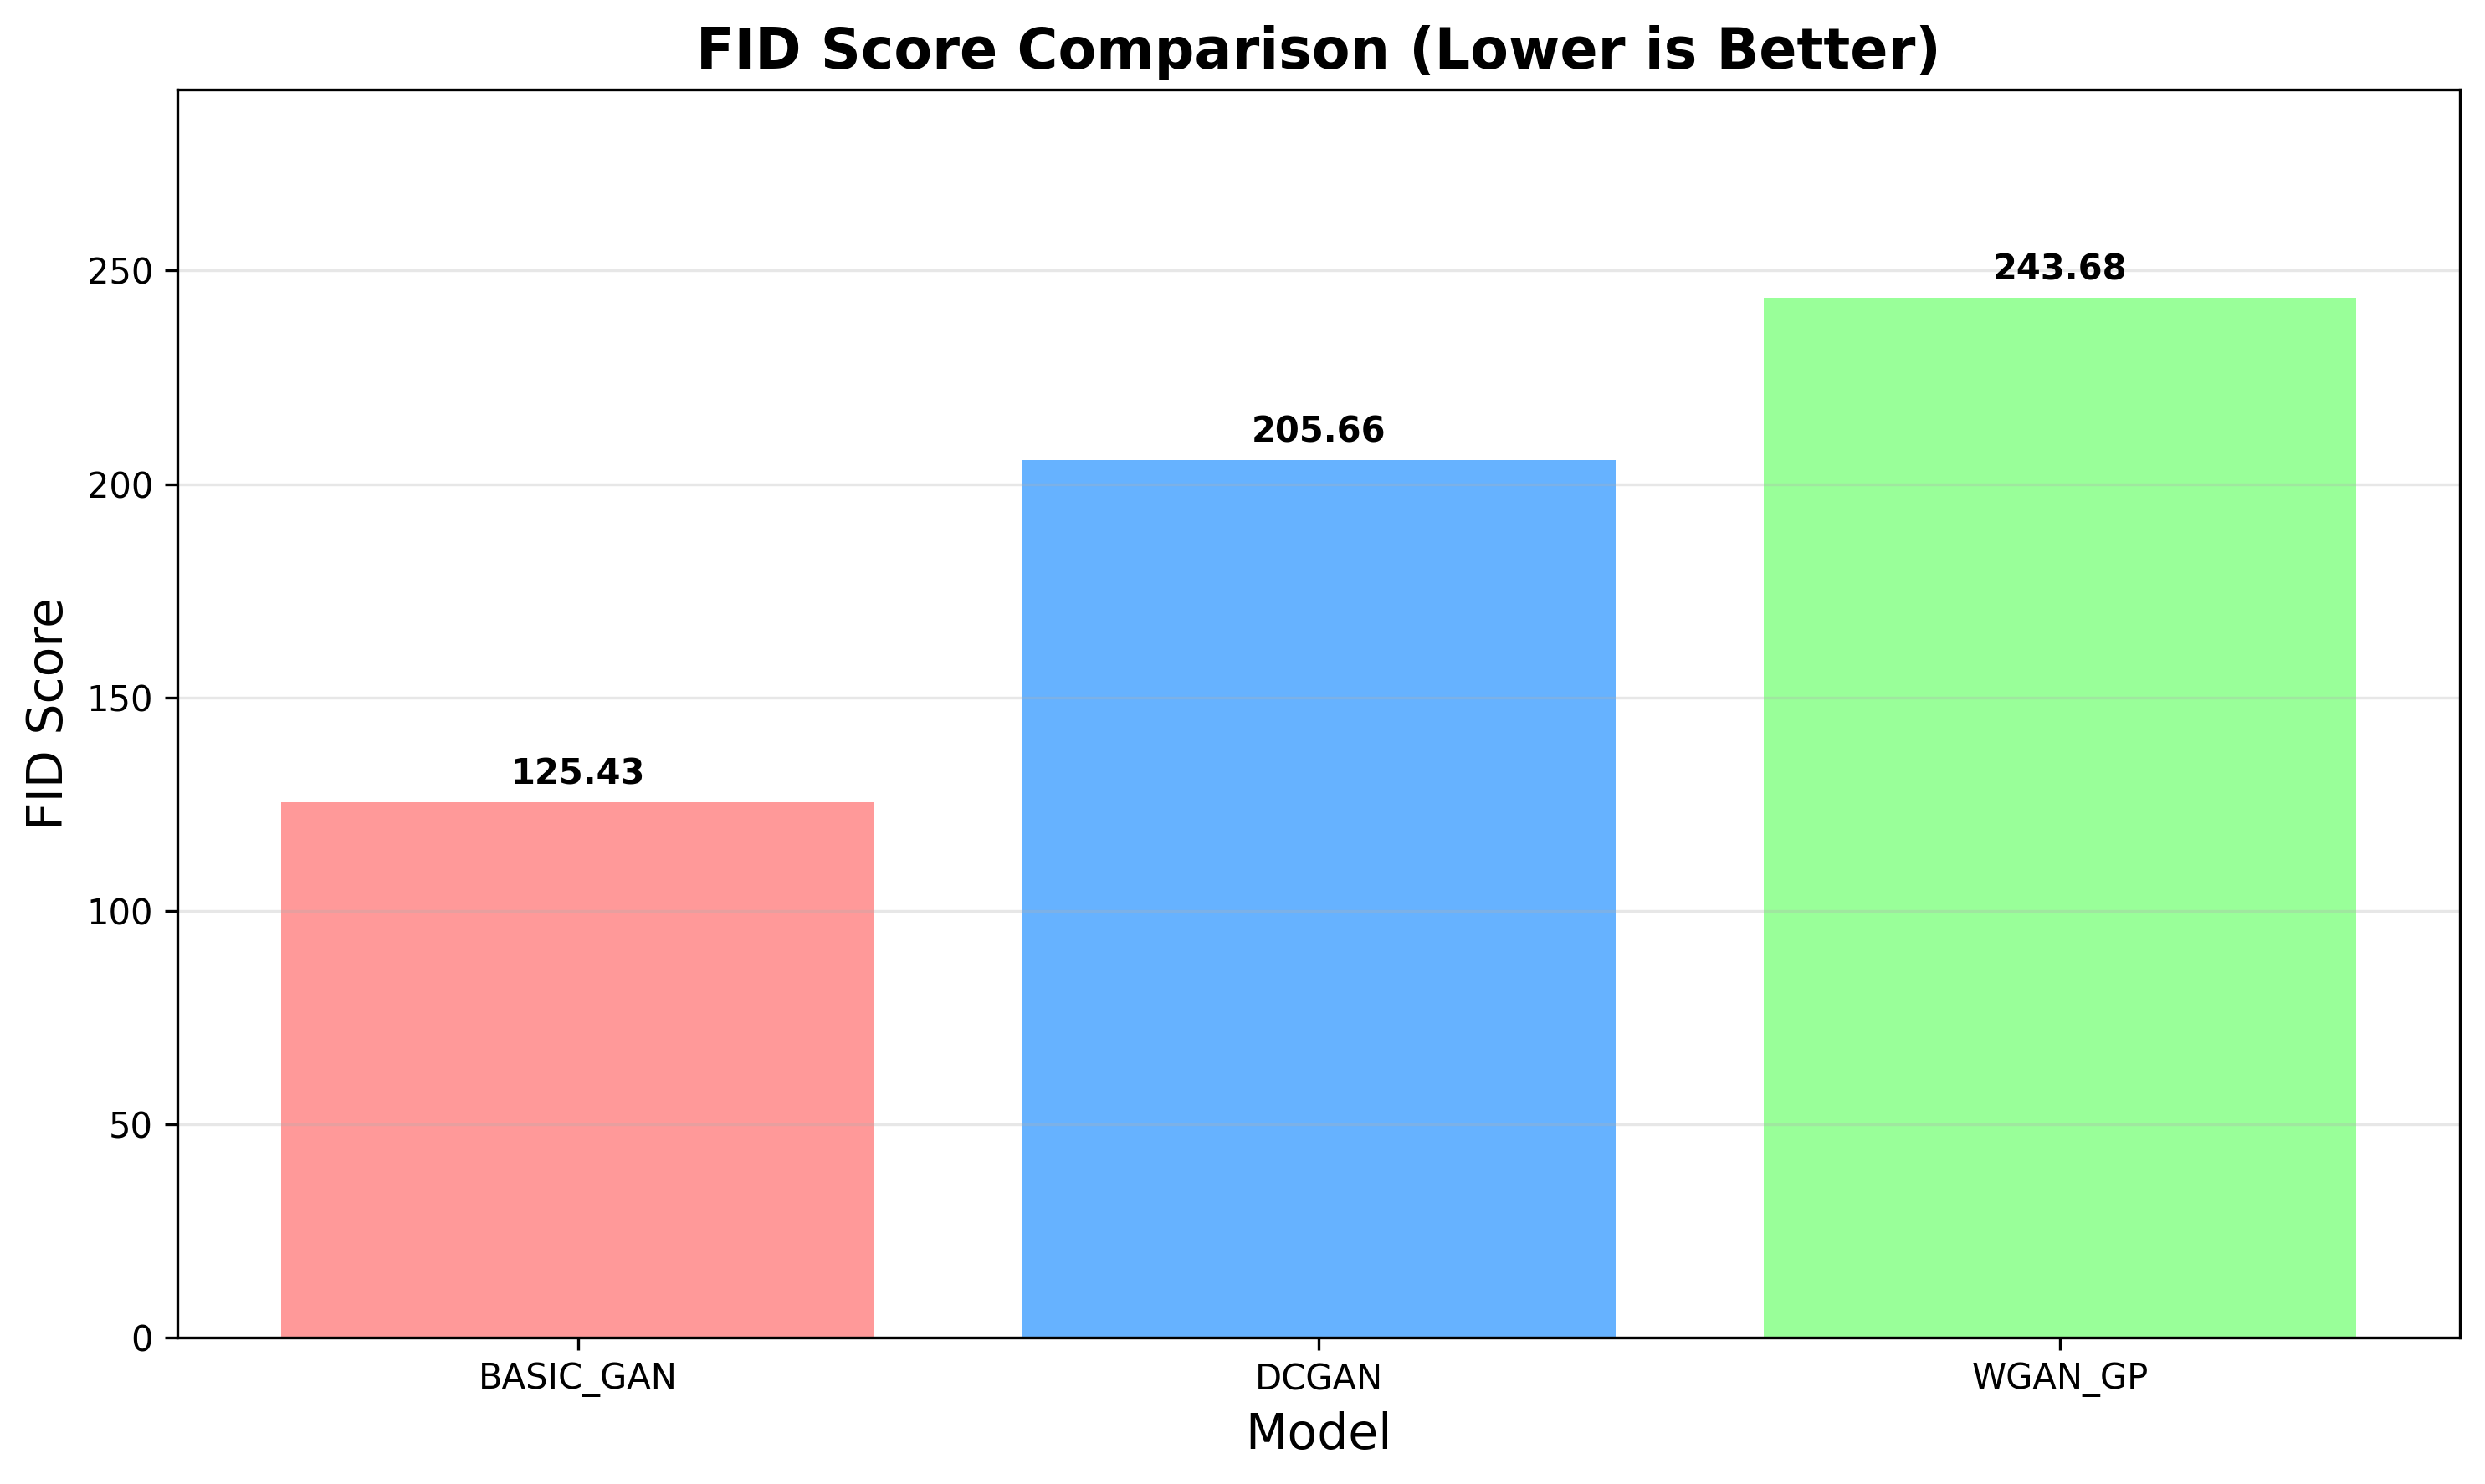 FID Score Comparison (Lower is Better)
FID Score
250
200
150
100
50
0
243.68
205.66
125.43
BASIC_GAN
DCGAN
WGAN_GP
Model